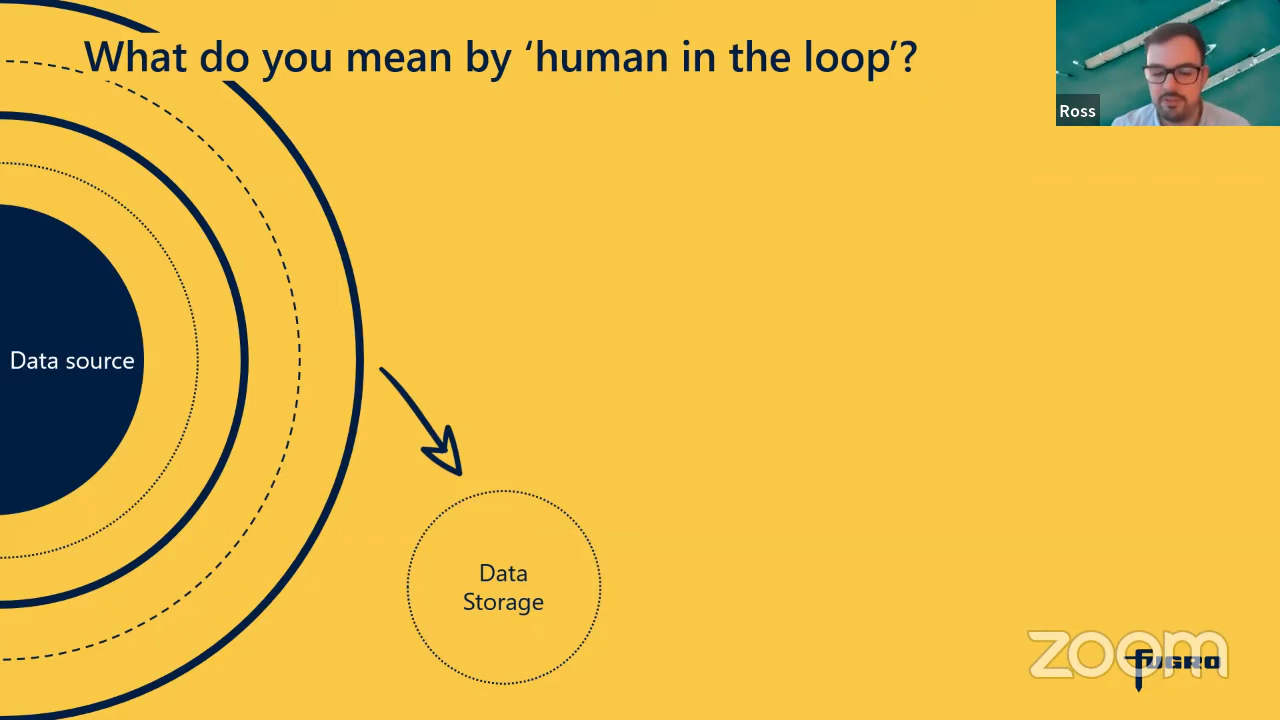 What do you mean by ‘human in the loop’?
Ross
Data source
Data
Storage
zoom
FUGRO